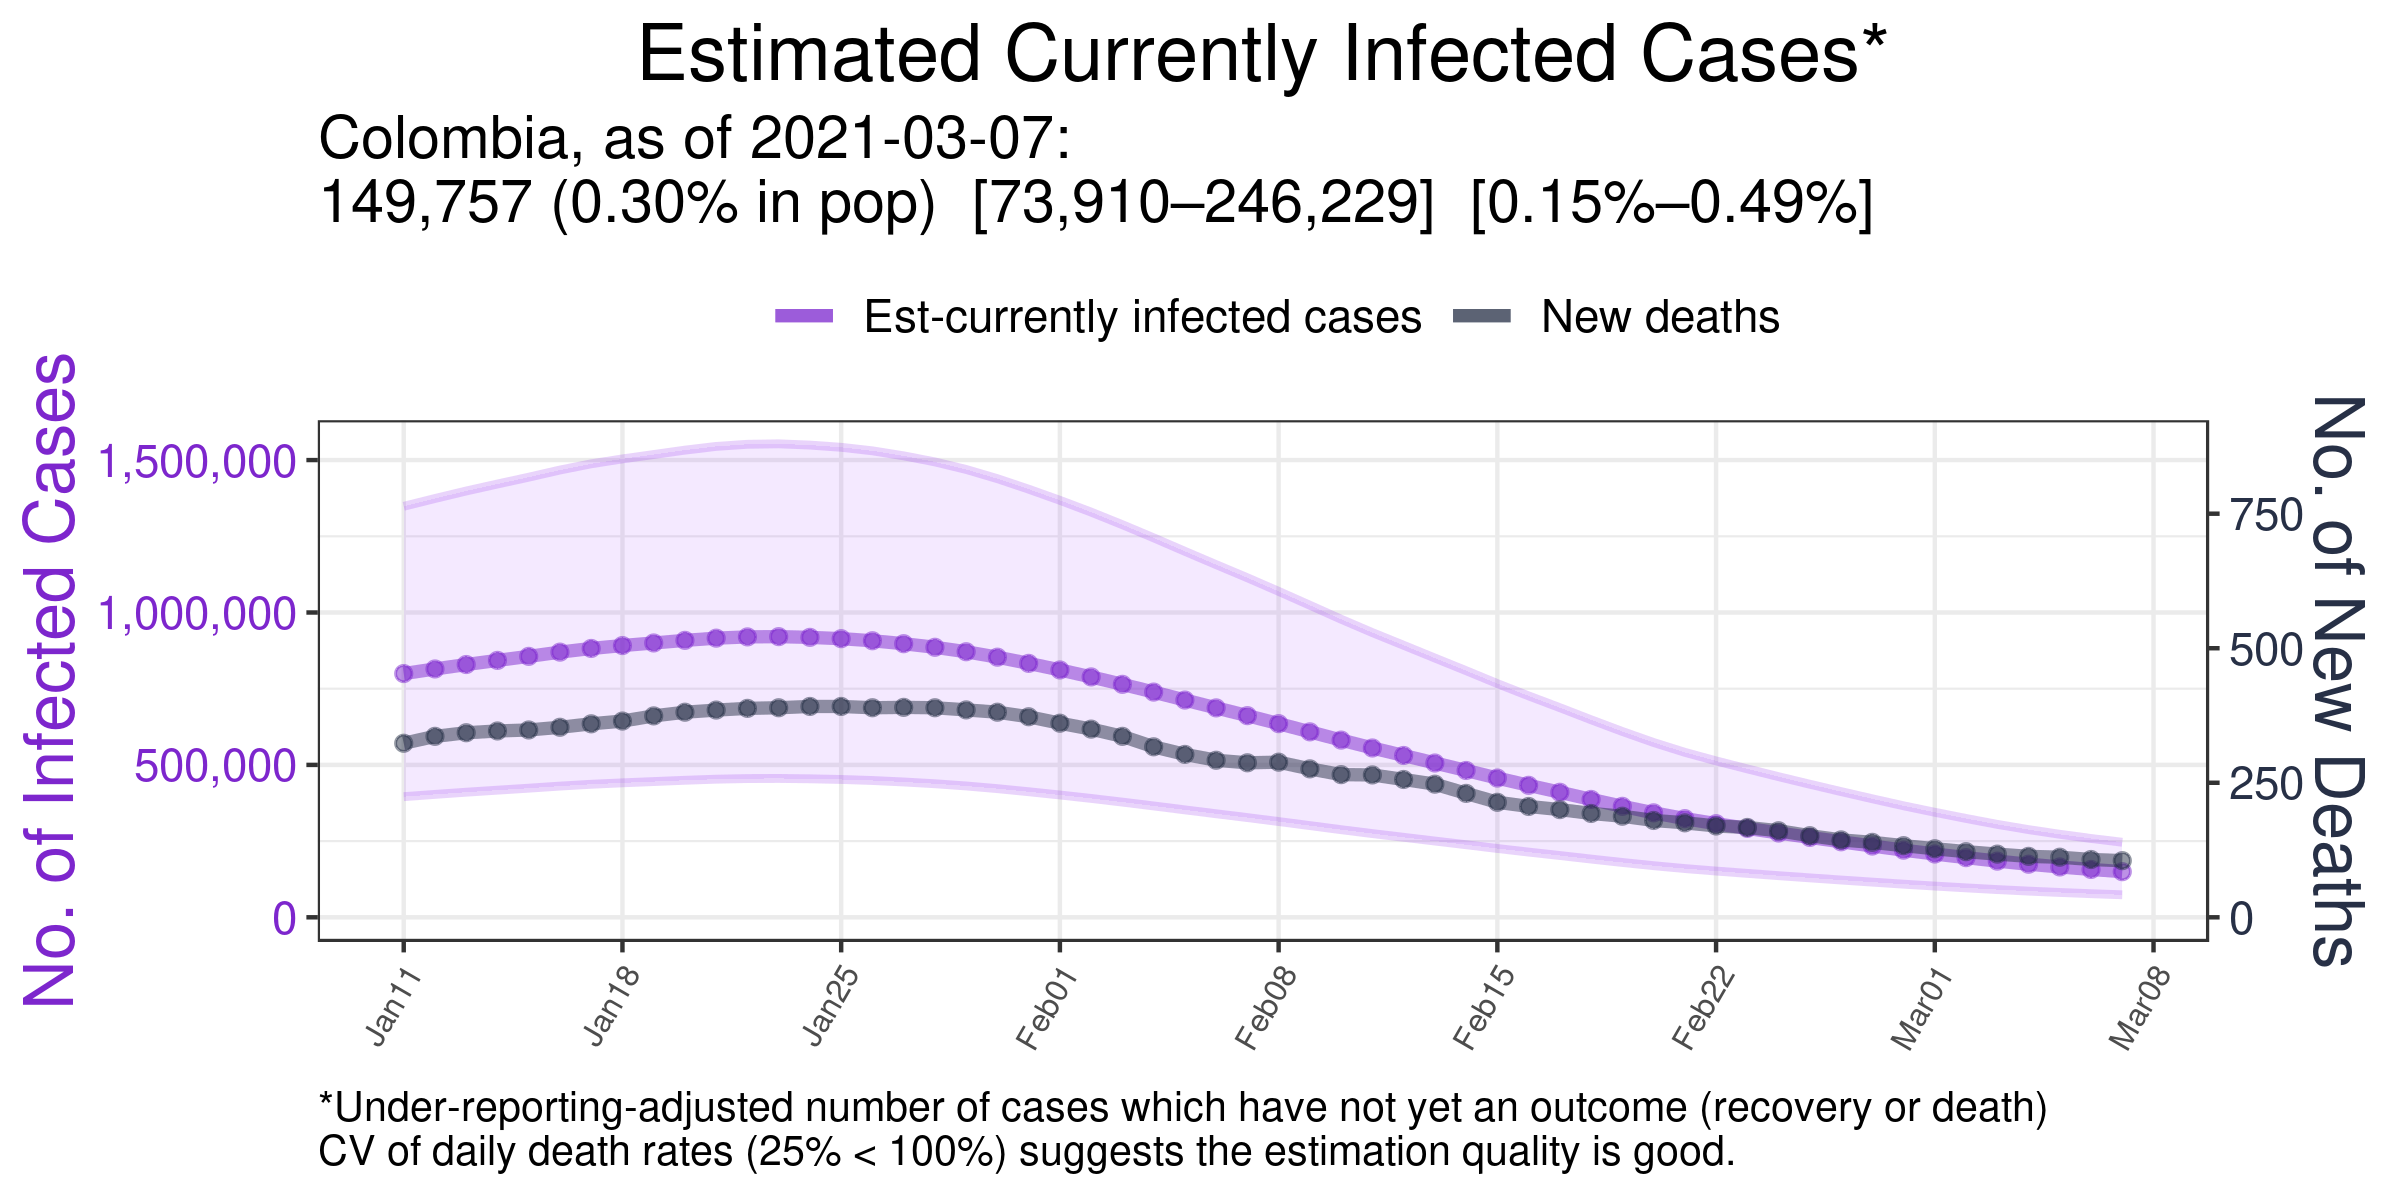 Estimated Currently Infected Cases*
Colombia, as of 2021-03-07:
149,757 (0.30% in pop)  [73,910–246,229]  [0.15%–0.49%]
Est-currently infected cases
New deaths
No. of Infected Cases
1,500,000
1,000,000
500,000
0
No. of New Deaths
750
500
250
0
Jan11
Jan18
Jan25
Feb01
Feb08
Feb15
Feb22
Mar01
Mar08
*Under-reporting-adjusted number of cases which have not yet an outcome (recovery or death)
CV of daily death rates (25% < 100%) suggests the estimation quality is good.